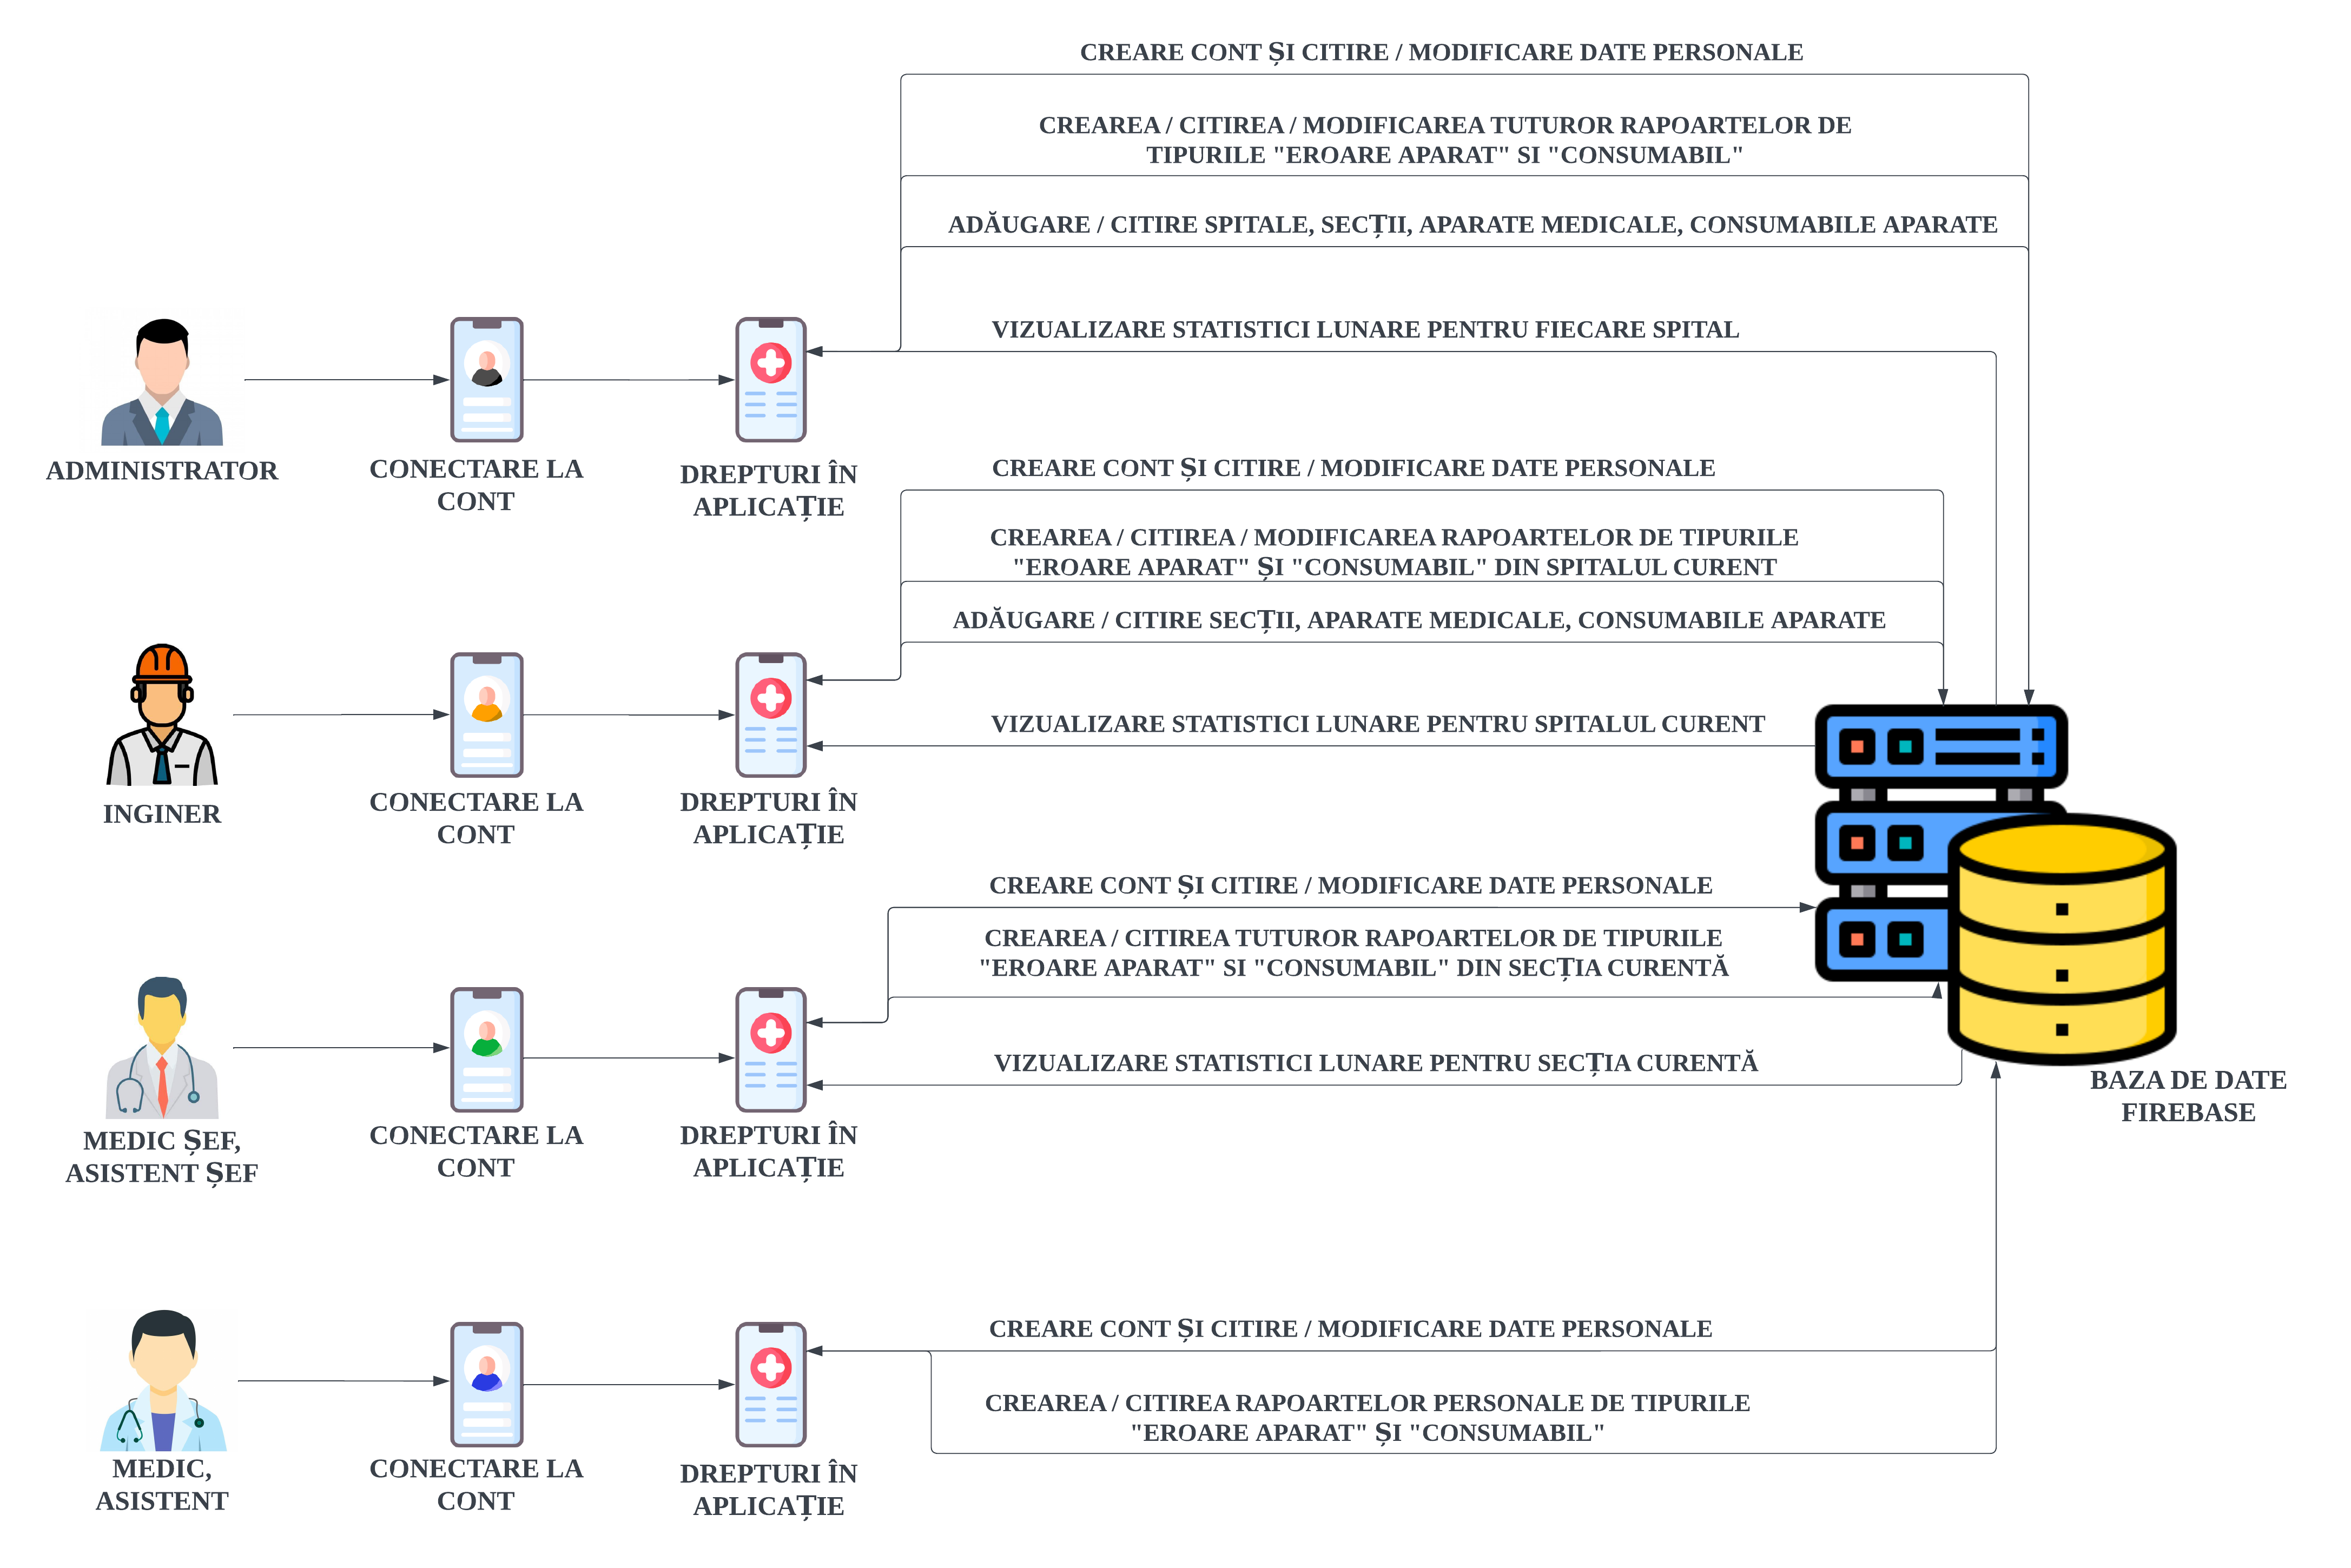 CREARE CONT ȘI CITIRE / MODIFICARE DATE PERSONALE
CREAREA / CITIREA / MODIFICAREA TUTUROR RAPOARTELOR DE
TIPURILE "EROARE APARAT" SI "CONSUMABIL"
ADĂUGARE / CITIRE SPITALE, SECȚII, APARATE MEDICALE, CONSUMABILE APARATE
VIZUALIZARE STATISTICI LUNARE PENTRU FIECARE SPITAL
ADMINISTRATOR
CONECTARE LA
CONT
DREPTURI ÎN
APLICAȚIE
CREARE CONT ȘI CITIRE / MODIFICARE DATE PERSONALE
CREAREA / CITIREA / MODIFICAREA RAPOARTELOR DE TIPURILE
"EROARE APARAT" ȘI "CONSUMABIL" DIN SPITALUL CURENT
ADĂUGARE / CITIRE SECȚII, APARATE MEDICALE, CONSUMABILE APARATE
VIZUALIZARE STATISTICI LUNARE PENTRU SPITALUL CURENT
INGINER
CONECTARE LA
CONT
DREPTURI ÎN
APLICAȚIE
CREARE CONT ȘI CITIRE / MODIFICARE DATE PERSONALE
CREAREA / CITIREA TUTUROR RAPOARTELOR DE TIPURILE
"EROARE APARAT" SI "CONSUMABIL" DIN SECȚIA CURENTĂ
VIZUALIZARE STATISTICI LUNARE PENTRU SECȚIA CURENTĂ
BAZA DE DATE
FIREBASE
MEDIC ȘEF,
ASISTENT ȘEF
CONECTARE LA
CONT
DREPTURI ÎN
APLICAȚIE
CREARE CONT ȘI CITIRE / MODIFICARE DATE PERSONALE
CREAREA / CITIREA RAPOARTELOR PERSONALE DE TIPURILE
"EROARE APARAT" ȘI "CONSUMABIL"
MEDIC,
ASISTENT
CONECTARE LA
CONT
DREPTURI ÎN
APLICAȚIE